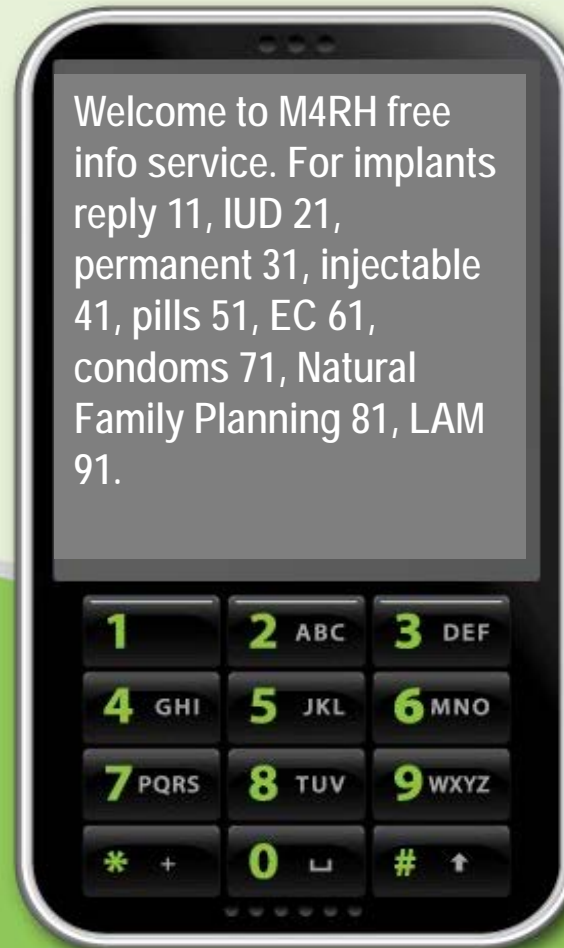 Welcome to M4RH free
info service. For implants
reply 11, IUD 21,
permanent 31, injectable
41, pills 51, EC 61,
condoms 71, Natural
Family Planning 81, LAM
91.
1 2 ABC 3 DEF
4 GHI 5 JKL 6 MNO
7 PQRS 8 TUV 9 WXYZ
* + 0 ␣ # ⬆